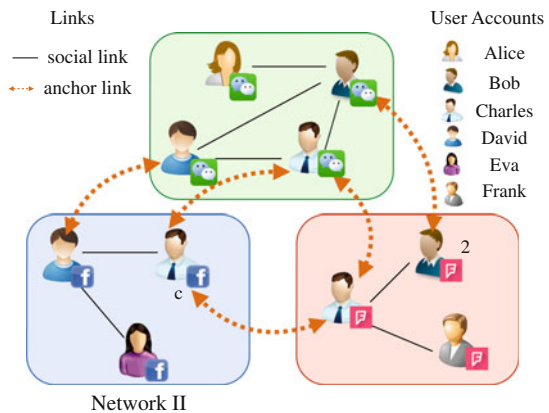 Links
social link
anchor link
User Accounts
Alice
Bob
Charles
David
Eva
Frank
2
c
Network II